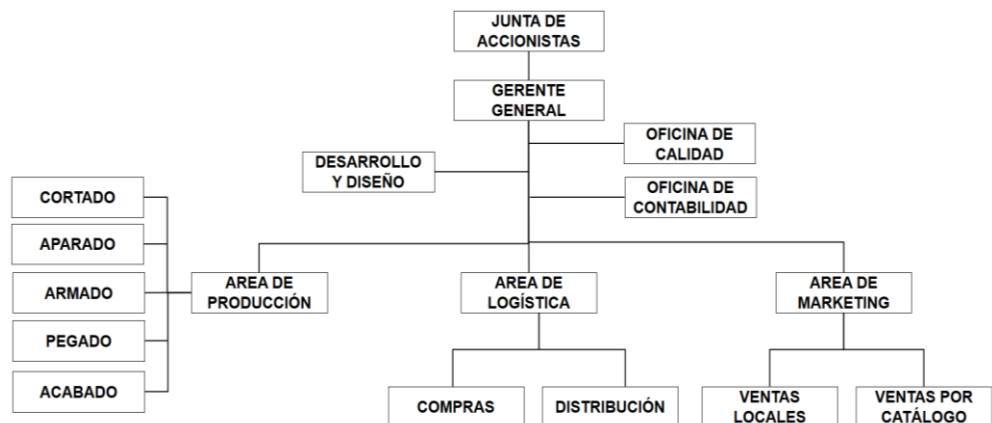 JUNTA DE
ACCIONISTAS
GERENTE
GENERAL
OFICINA DE
CALIDAD
DESARROLLO
Y DISEÑO
OFICINA DE
CONTABILIDAD
CORTADO
APARADO
ARMADO
PEGADO
ACABADO
AREA DE
PRODUCCIÓN
AREA DE
LOGÍSTICA
AREA DE
MARKETING
COMPRAS
DISTRIBUCIÓN
VENTAS
LOCALES
VENTAS POR
CATÁLOGO